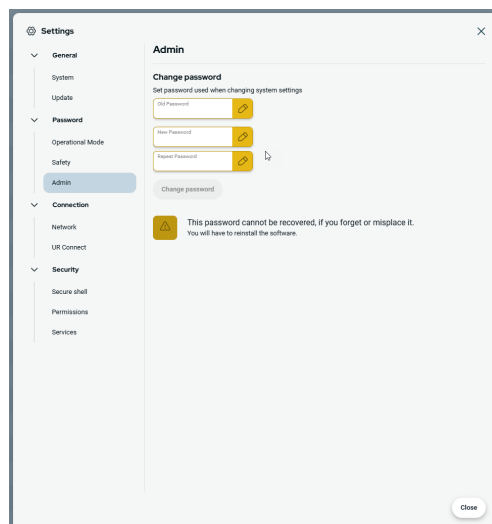 Settings
General
System
Update
Password
Operational Mode
Safety
Admin
Connection
Network
UR Connect
Security
Secure shell
Permissions
Services
Admin
Change password
Set password used when changing system settings
Old Password
New Password
Repeat Password
Change password
This password cannot be recovered, if you forget or misplace it.
You will have to reinstall the software.
Close